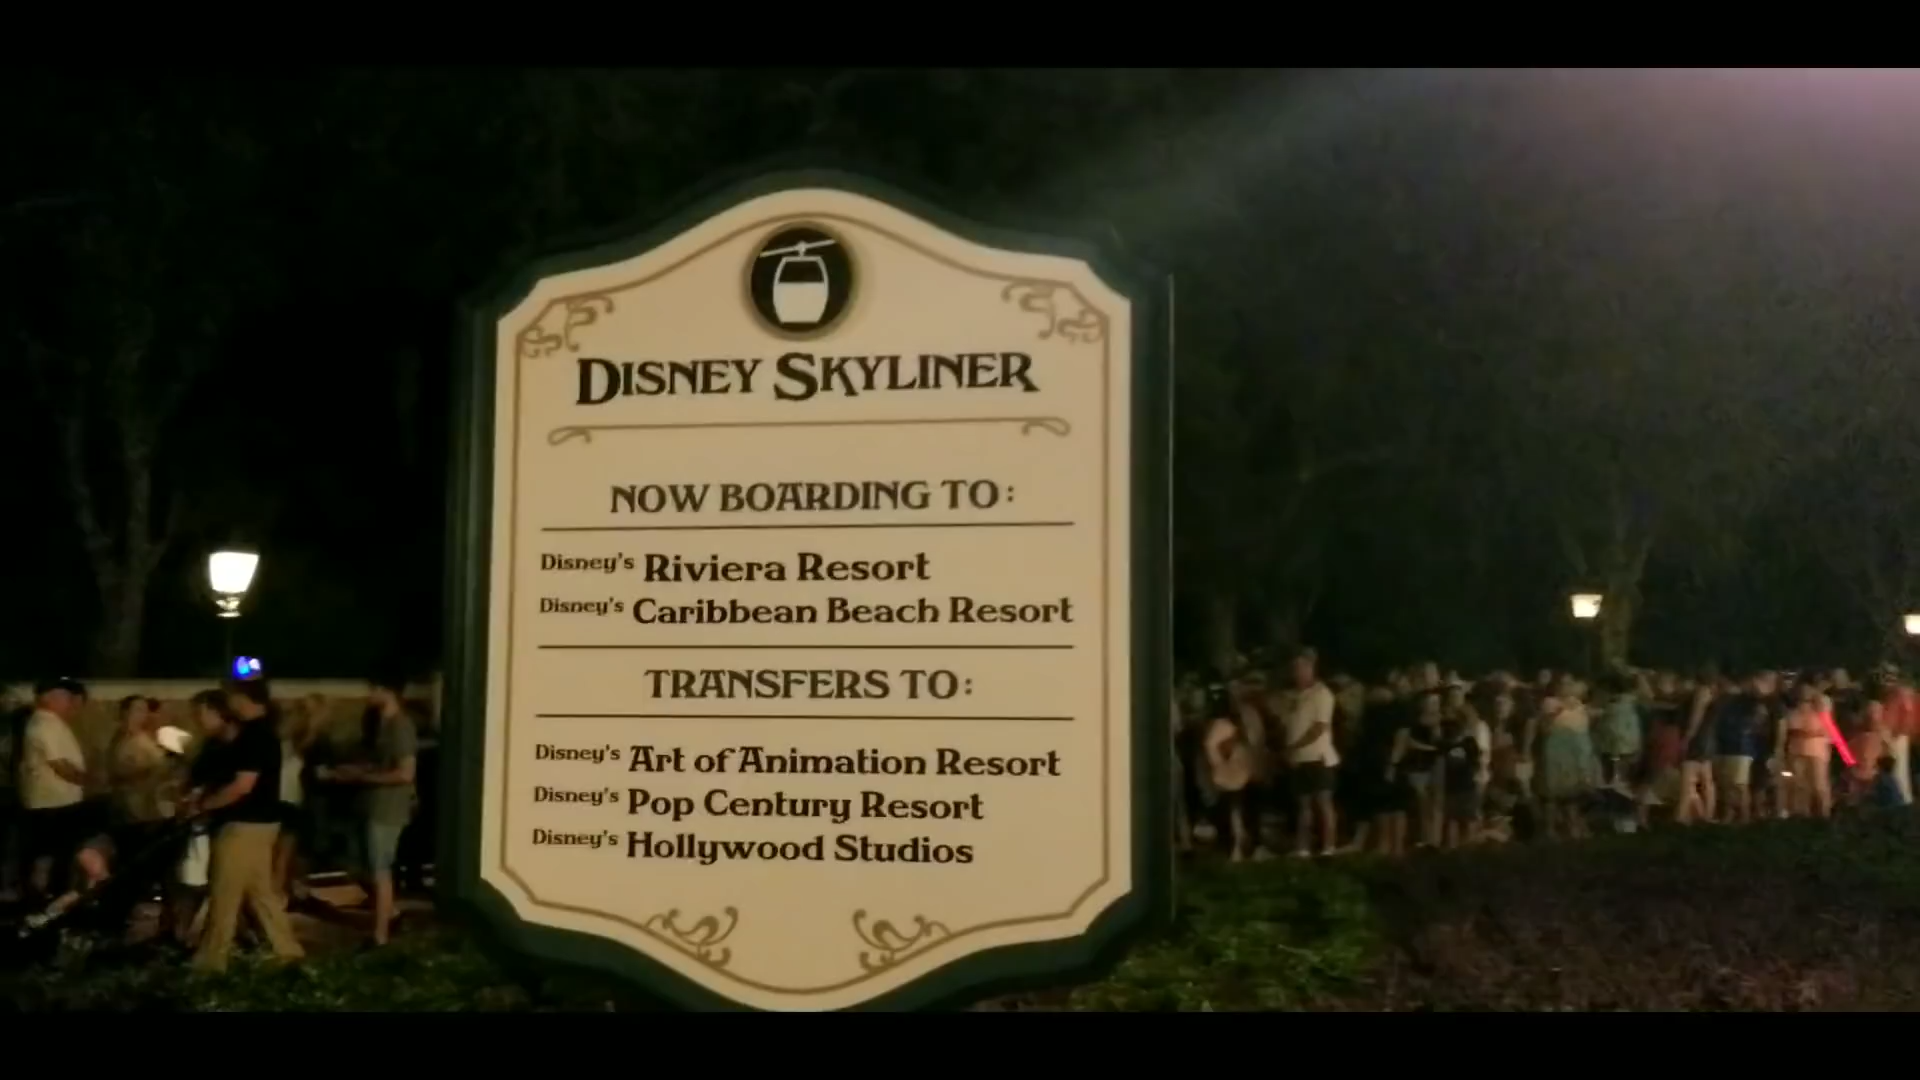 DISNEY SKYLINER
NOW BOARDING TO:
Disney's Riviera Resort
Disney's Caribbean Beach Resort
TRANSFERS TO:
Disney's Art of Animation Resort
Disney's Pop Century Resort
Disney's Hollywood Studios